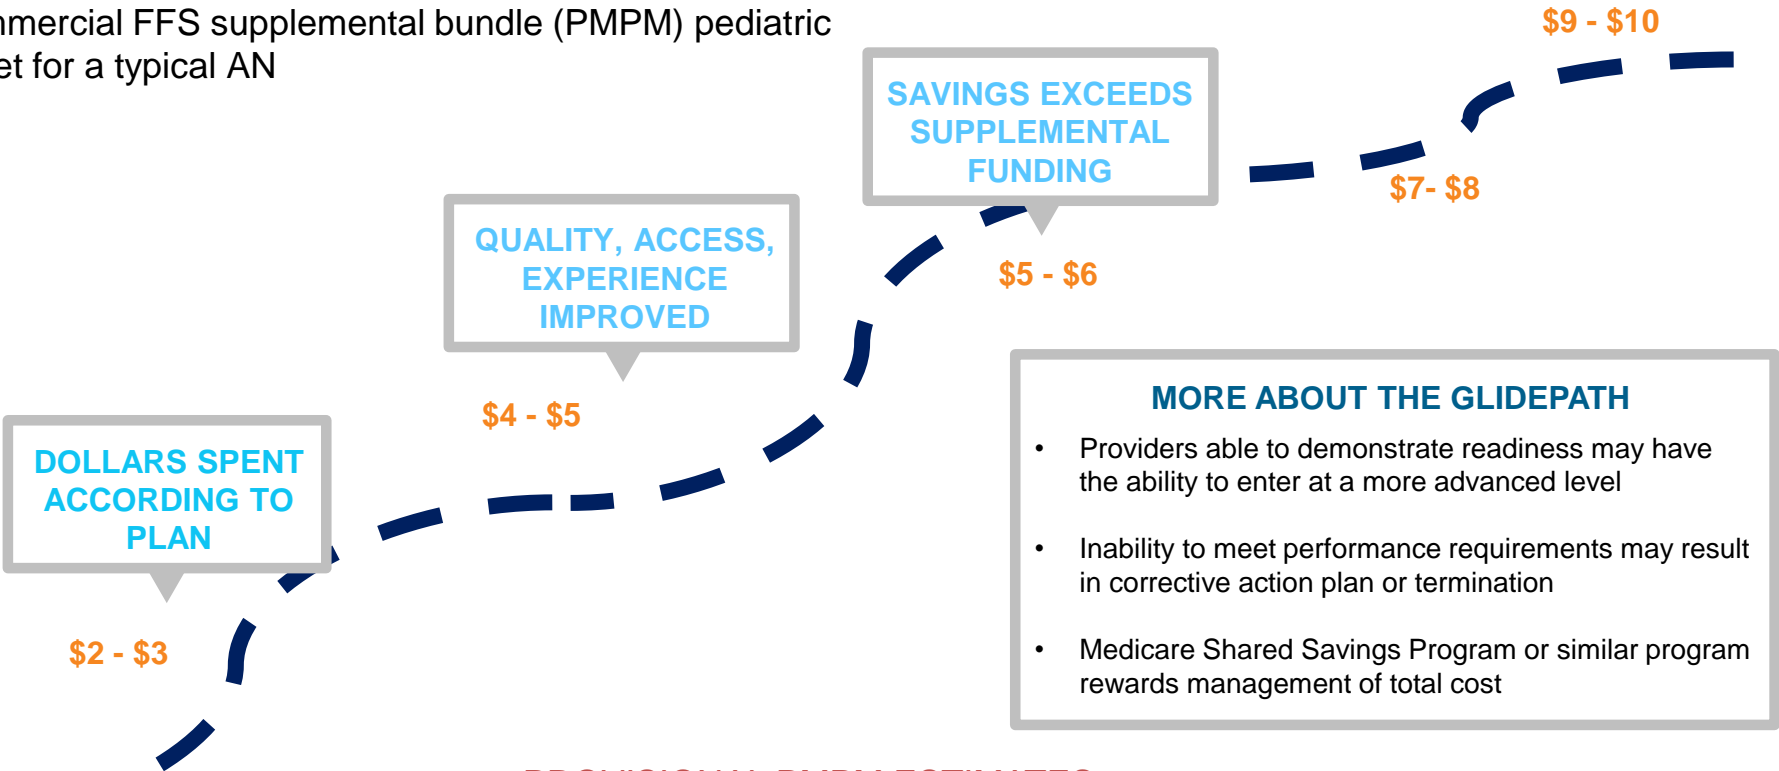 mmercial FFS supplemental bundle (PMPM) pediatric
et for a typical AN
$9 - $10
SAVINGS EXCEEDS
SUPPLEMENTAL
FUNDING
$7- $8
QUALITY, ACCESS,
EXPERIENCE
IMPROVED
$5 - $6
$4 - $5
DOLLARS SPENT
ACCORDING TO
PLAN
$2 - $3
MORE ABOUT THE GLIDEPATH
• Providers able to demonstrate readiness may have
the ability to enter at a more advanced level
• Inability to meet performance requirements may result
in corrective action plan or termination
• Medicare Shared Savings Program or similar program
rewards management of total cost
PROVISIONAL PMPM ESTIMATES